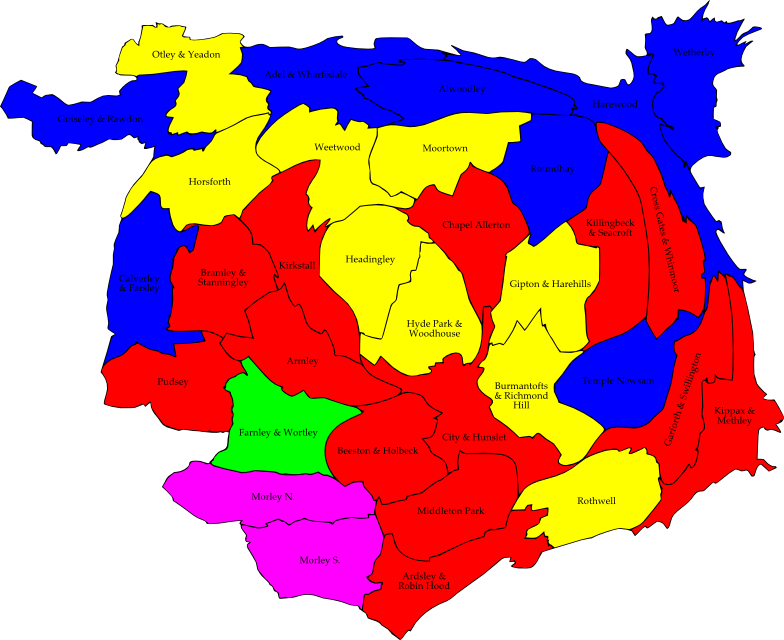 Wetherby
Otley & Yeadon
Adel & Wharfedale
Alwoodley
Harewood
Guiseley & Rawdon
Weetwood
Moortown
Roundhay
Horsforth
Cross Gates & Whinmoor
Chapel Allerton
Killingbeck
& Seacroft
Headingley
Kirkstall
Bramley &
Stanningley
Calverley
& Farsley
Gipton & Harehills
Hyde Park &
Woodhouse
Armley
Pudsey
Temple Newsam
Burmantofts
& Richmond
Hill
Garforth & Swillington
Kippax &
Methley
Farnley & Wortley
City & Hunslet
Beeston & Holbeck
Morley N.
Rothwell
Middleton Park
Morley S.
Ardsley &
Robin Hood